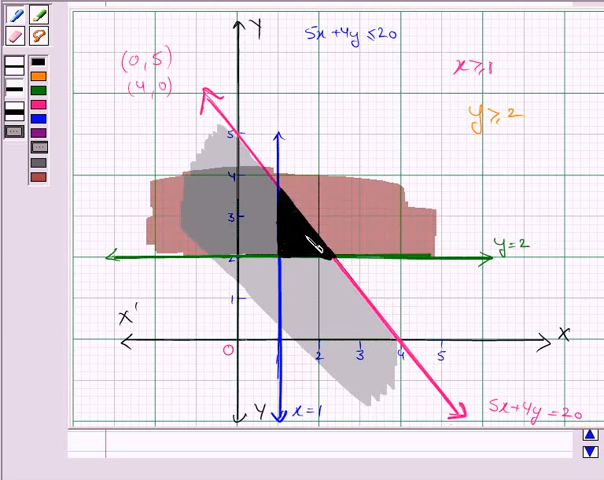 5x+4y≤20
(0,5)
(4,0)
x≥1
y≥2
Y
5
4
3
2
1
y=2
X'
X
0
1 2 3 4 5
Y
x=1
5x+4y=20